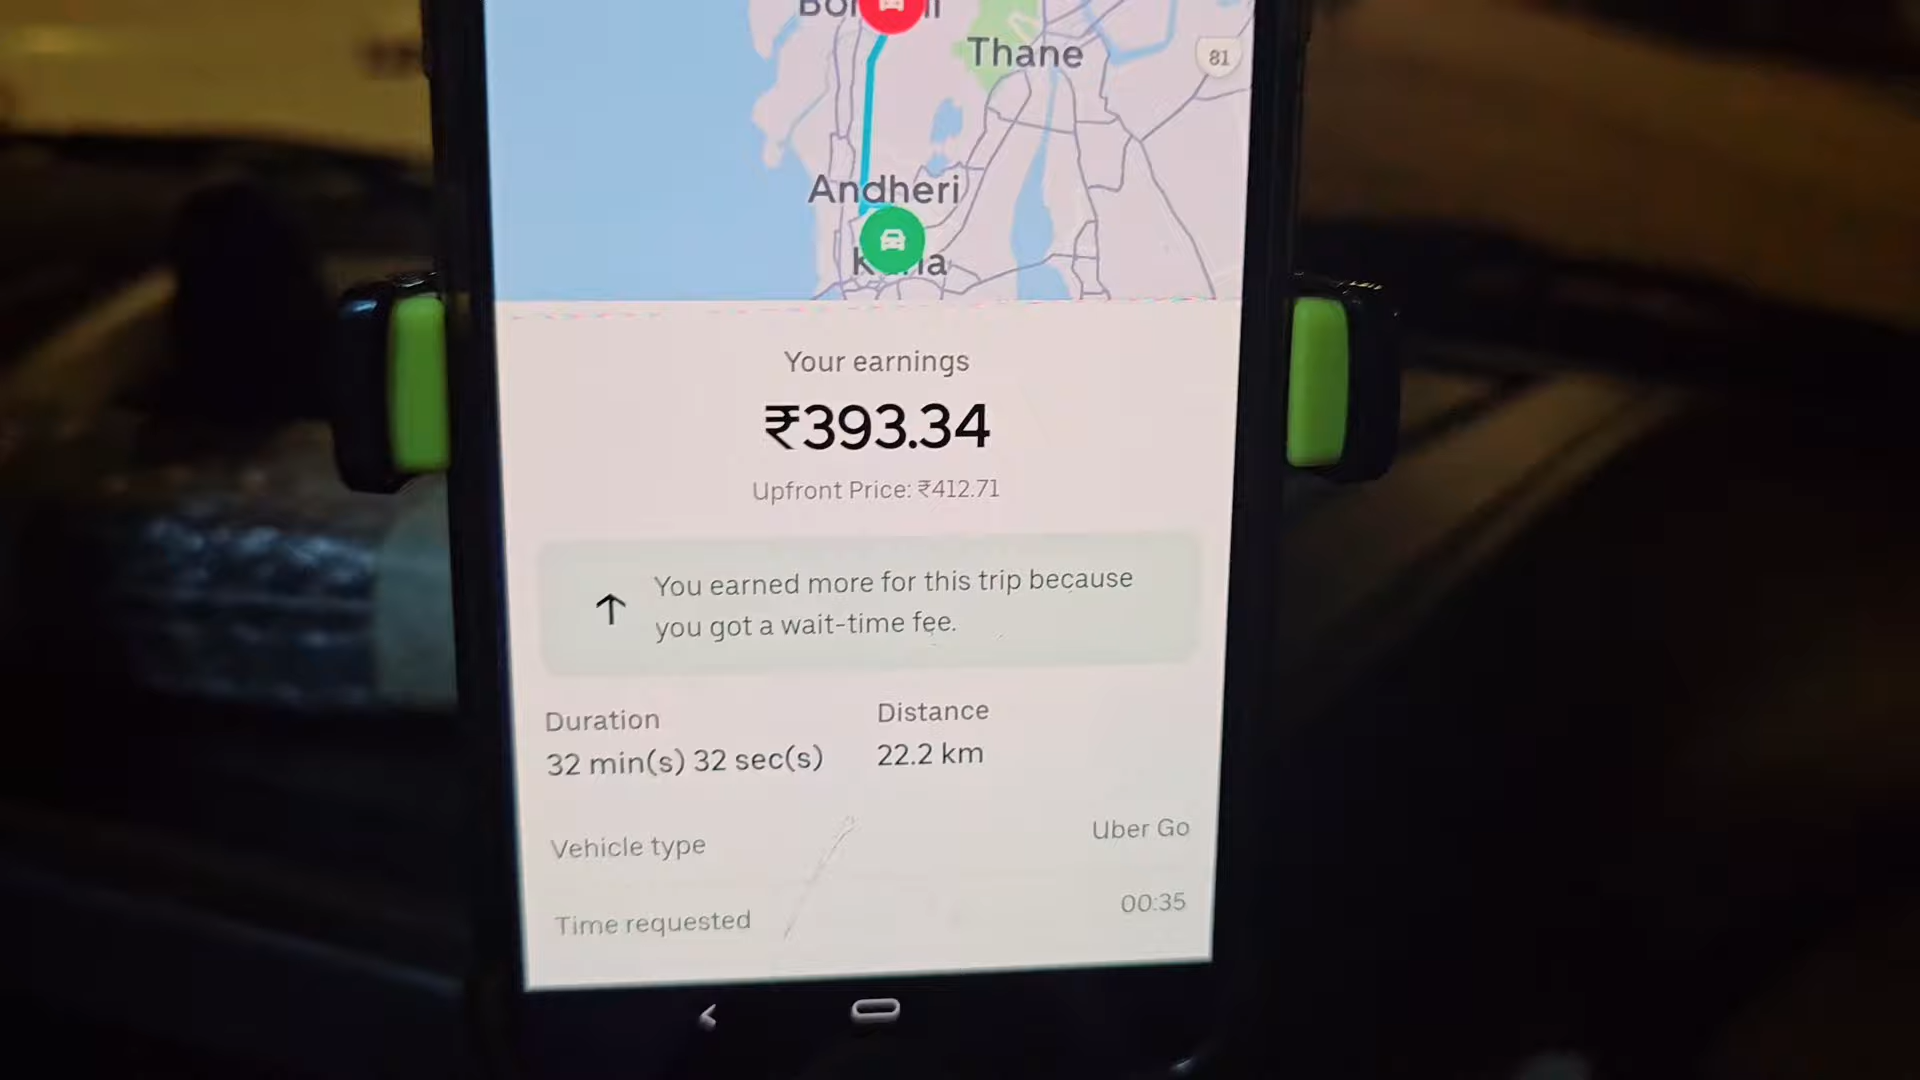 Thane
81
Andheri
Your earnings
₹393.34
Upfront Price: ₹412.71
You earned more for this trip because
you got a wait-time fee.
Duration
Distance
32 min(s) 32 sec(s)
22.2 km
Vehicle type
Uber Go
Time requested
00:35